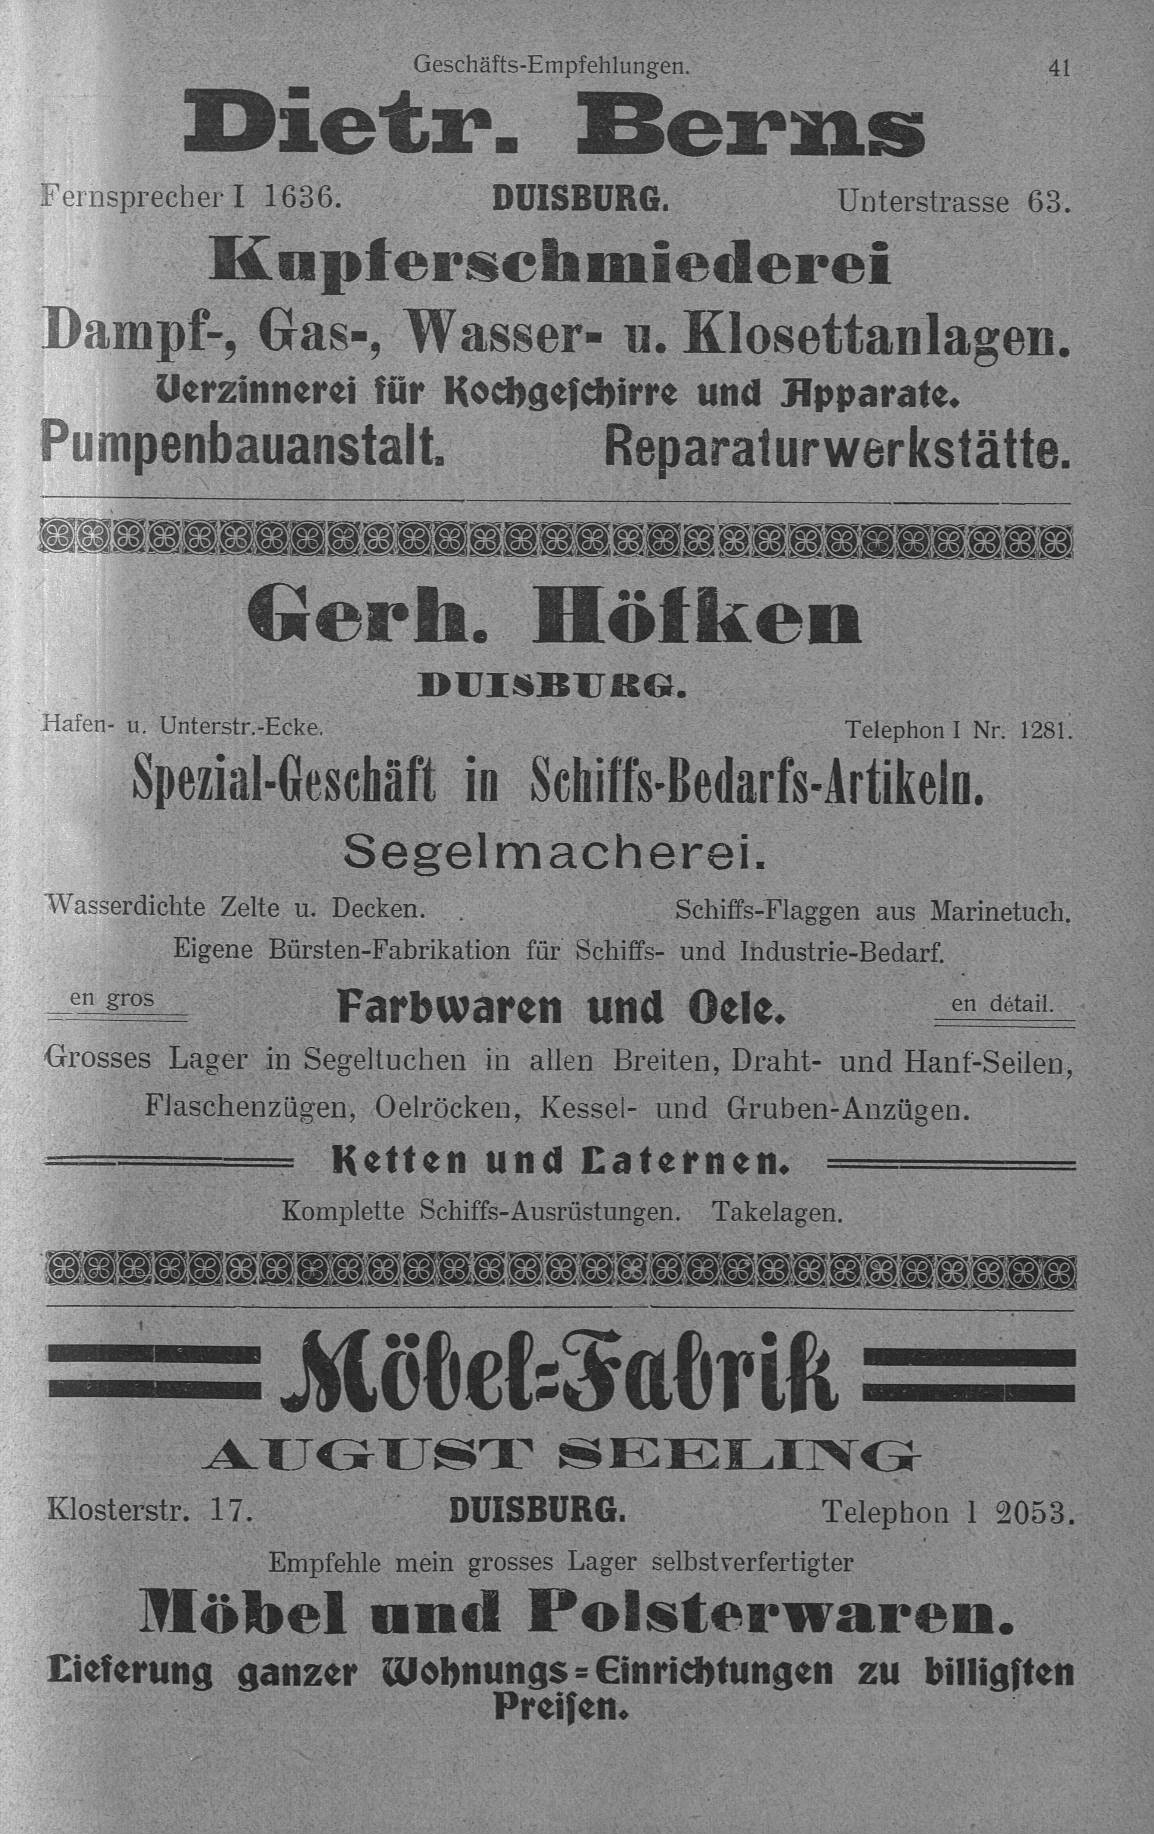 Geschäfts-Empfehlungen. 41
Dietr. Berns
Fernsprecher I 1636. DUISBURG. Unterstrasse 63.
Kupferschmiederei
Dampf-, Gas-, Wasser- u. Klosettanlagen.
Verzinnerei für Kochgeſchirre und Apparate.
Pumpenbauanstalt. Reparaturwerkstätte.
Gerh. Höfken
DUISBURG.
Hafen- u. Unterstr.-Ecke. Telephon I Nr. 1281.
Spezial-Geschäft in Schiffs-Bedarfs-Artikeln.
Segelmacherei.
Wasserdichte Zelte u. Decken. Schiffs-Flaggen aus Marinetuch.
Eigene Bürsten-Fabrikation für Schiffs- und Industrie-Bedarf.
en gros Farbwaren und Oele. en détail.
Grosses Lager in Segeltuchen in allen Breiten, Draht- und Hanf-Seilen,
Flaschenzügen, Oelröcken, Kessel- und Gruben-Anzügen.
Ketten und Laternen.
Komplette Schiffs-Ausrüstungen. Takelagen.
Möbel=Fabrik
AUGUST SEELING
Klosterstr. 17. DUISBURG. Telephon I 2053.
Empfehle mein grosses Lager selbstverfertigter
Möbel und Polsterwaren.
Lieferung ganzer Wohnungs=Einrichtungen zu billigſten
Preiſen.